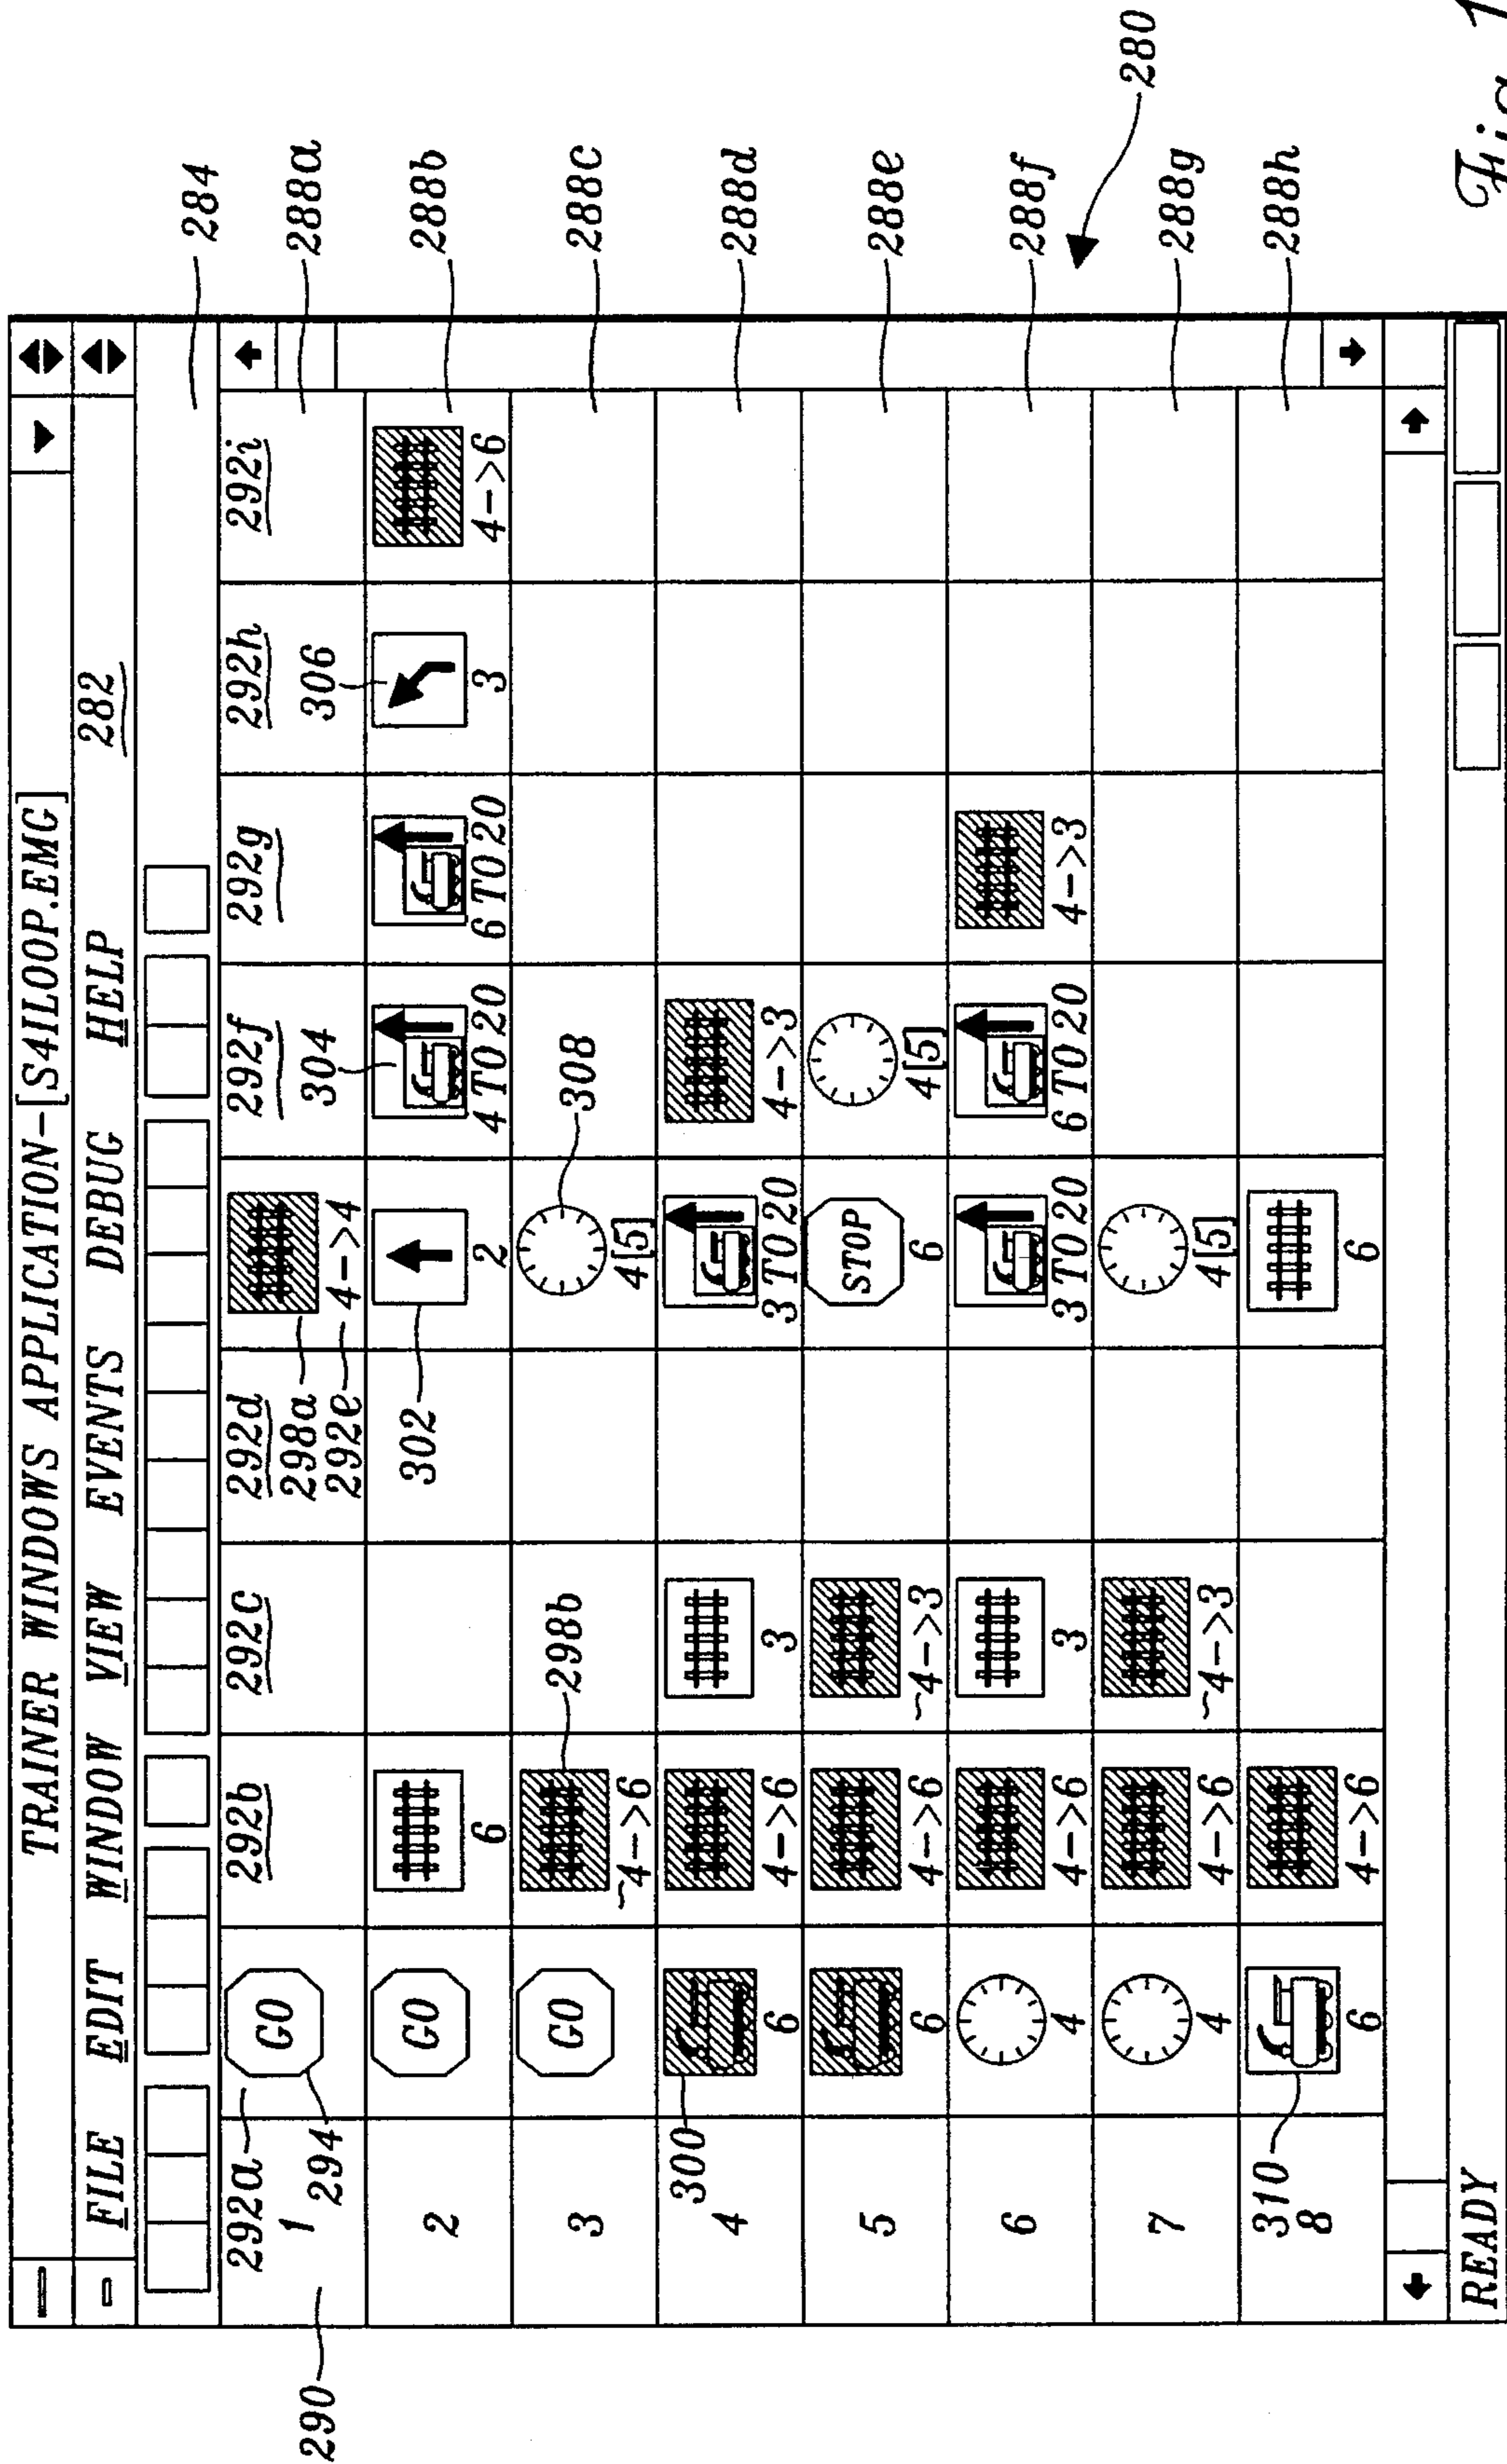 TRAINER WINDOWS APPLICATION-[S4ILOOP.EMG]
FILE EDIT WINDOW VIEW EVENTS DEBUG HELP 282
284
292a 292b 292c 292d 292f 292g 292h 292i
290 1 294 GO 298a 292e 4->4 304 306 288a
2 GO 6 302 2 4 TO 20 6 TO 20 3 4->6 288b
3 GO ~4->6 298b 4[5] 308 288c
300 4 6 4->6 3 3 TO 20 4->3 288d
5 6 4->6 ~4->3 STOP 6 4[5] 288e
6 4 4->6 3 3 TO 20 6 TO 20 4->3 288f
280
7 4 4->6 ~4->3 4[5] 288g
310 8 6 4->6 6 288h
READY